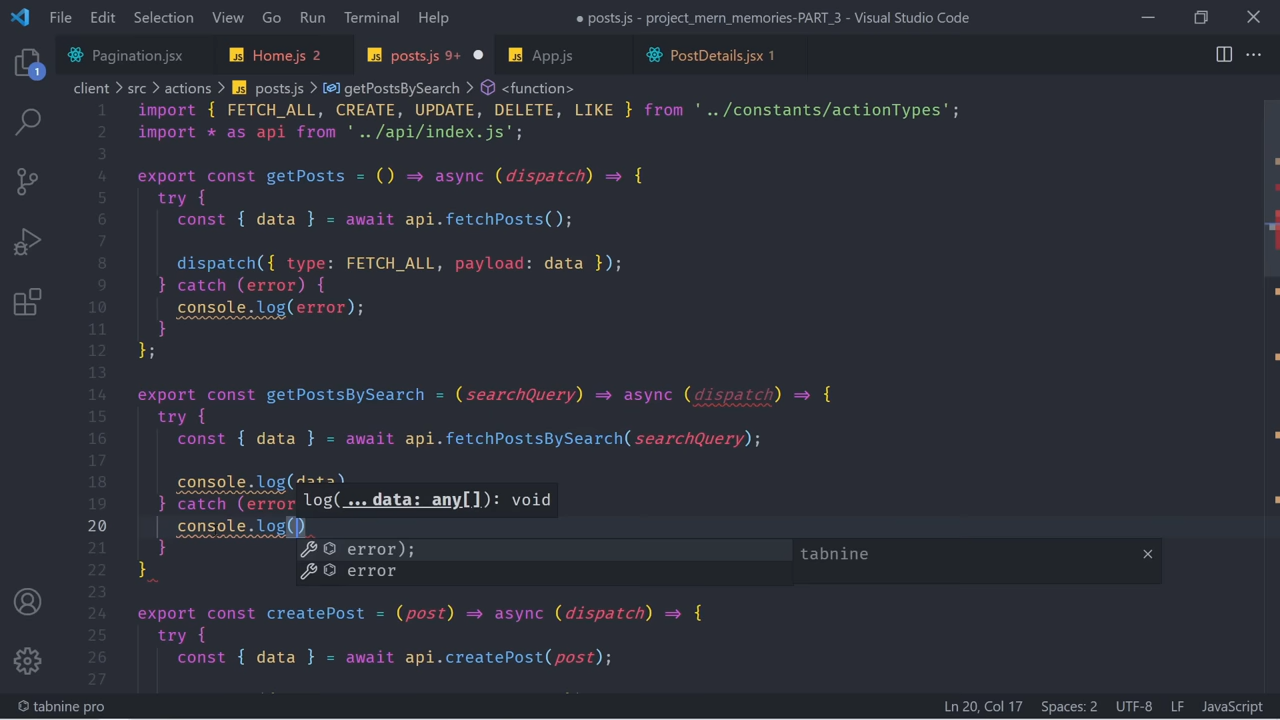 File Edit Selection View Go Run Terminal Help ● posts.js - project_mern_memories-PART_3 - Visual Studio Code
Pagination.jsx JS Home.js 2 JS posts.js 9+ JS App.js PostDetails.jsx 1
1
client > src > actions > JS posts.js > getPostsBySearch > <function>
1 import { FETCH_ALL, CREATE, UPDATE, DELETE, LIKE } from '../constants/actionTypes';
2 import * as api from '../api/index.js';
3
4 export const getPosts = () => async (dispatch) => {
5 try {
6 const { data } = await api.fetchPosts();
7
8 dispatch({ type: FETCH_ALL, payload: data });
9 } catch (error) {
10 console.log(error);
11 }
12 };
13
14 export const getPostsBySearch = (searchQuery) => async (dispatch) => {
15 try {
16 const { data } = await api.fetchPostsBySearch(searchQuery);
17
18 console.log(data)
19 } catch (error
log(...data: any[]): void
20 console.log()
21 }
error); tabnine
error
22 }
23
24 export const createPost = (post) => async (dispatch) => {
25 try {
26 const { data } = await api.createPost(post);
27
tabnine pro Ln 20, Col 17 Spaces: 2 UTF-8 LF JavaScript